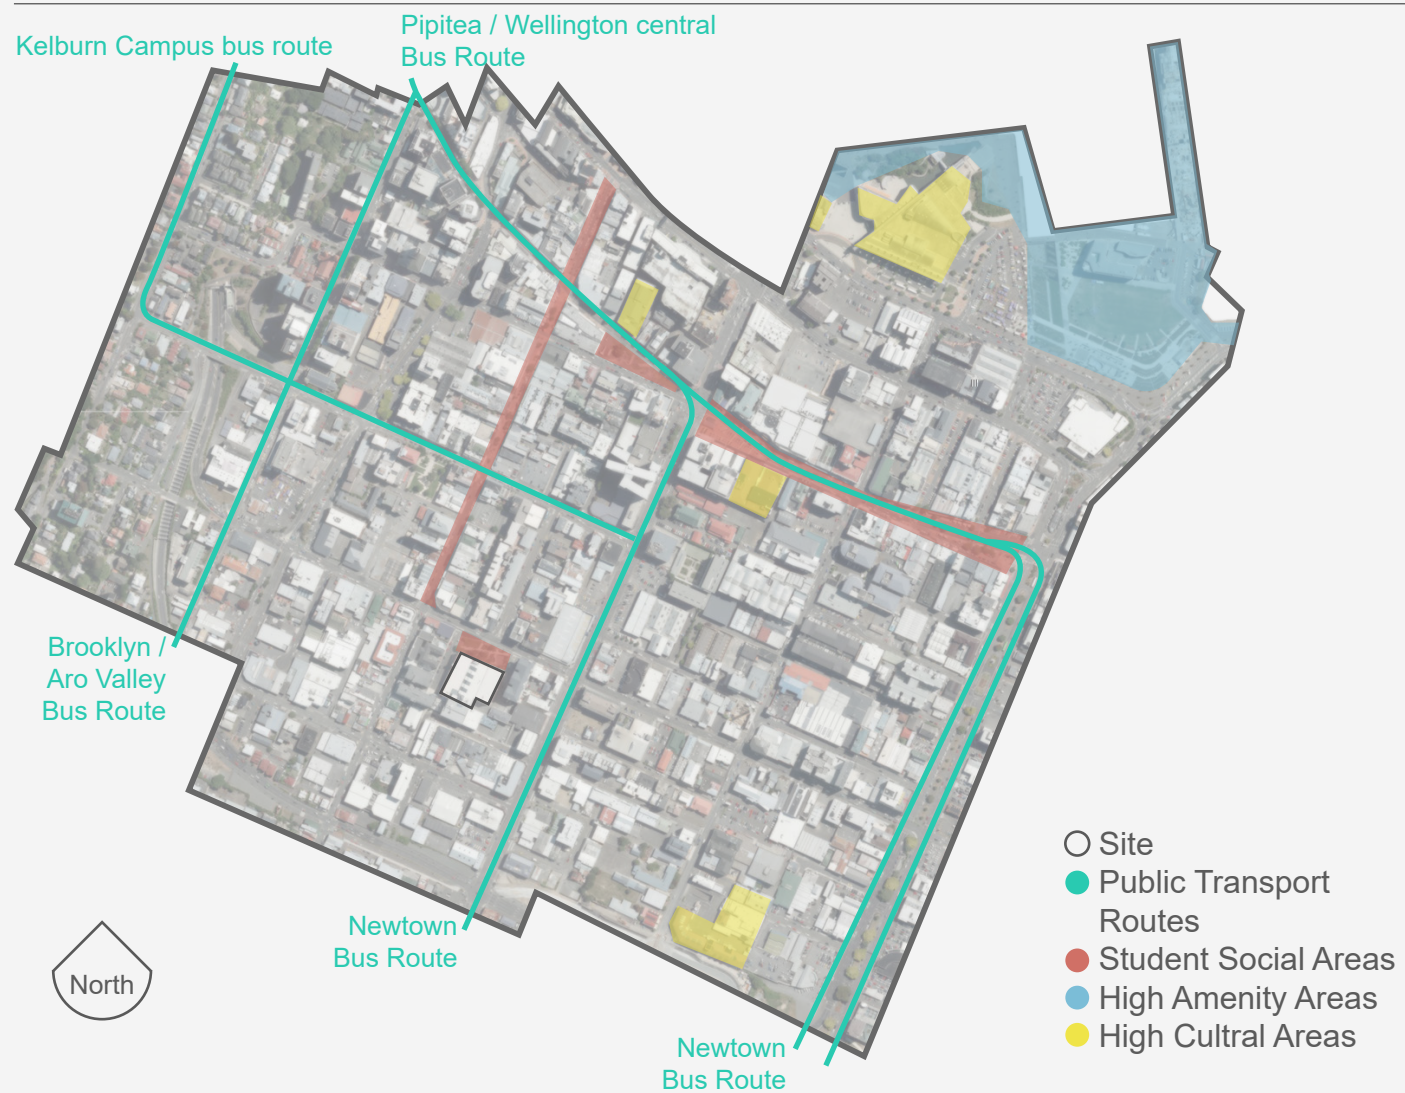 Pipitea / Wellington central
Bus Route
Kelburn Campus bus route
Brooklyn /
Aro Valley
Bus Route
Newtown
Bus Route
Newtown
Bus Route
North
Site
Public Transport
Routes
Student Social Areas
High Amenity Areas
High Cultral Areas